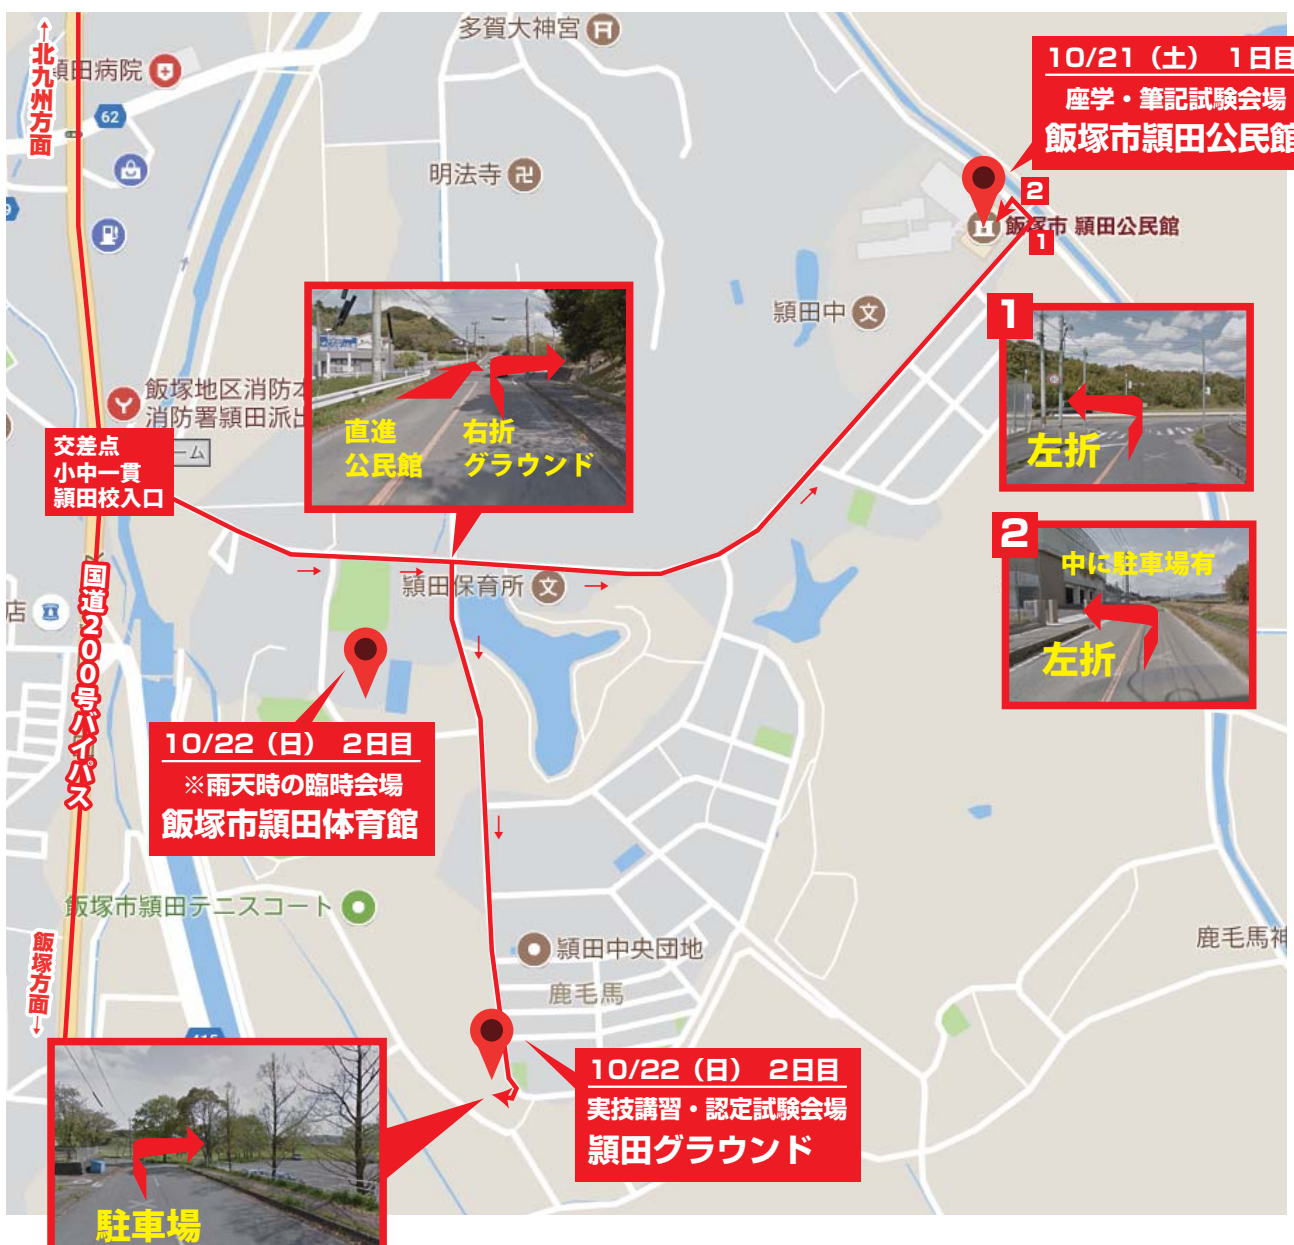 ←北九州方面
頴田病院
62
多賀大神宮
明法寺
10/21（土） 1日目
座学・筆記試験会場
飯塚市頴田公民館
2
飯塚市 頴田公民館
1
頴田中
文
飯塚地区消防本
消防署頴田派出
ーム
交差点
小中一貫
頴田校入口
直進
公民館
右折
グラウンド
1
左折
2
中に駐車場有
左折
頴田保育所
文
店
国道200号バイパス
10/22（日） 2日目
※雨天時の臨時会場
飯塚市頴田体育館
飯塚市頴田テニスコート
飯塚方面→
頴田中央団地
鹿毛馬
鹿毛馬神
10/22（日） 2日目
実技講習・認定試験会場
頴田グラウンド
駐車場